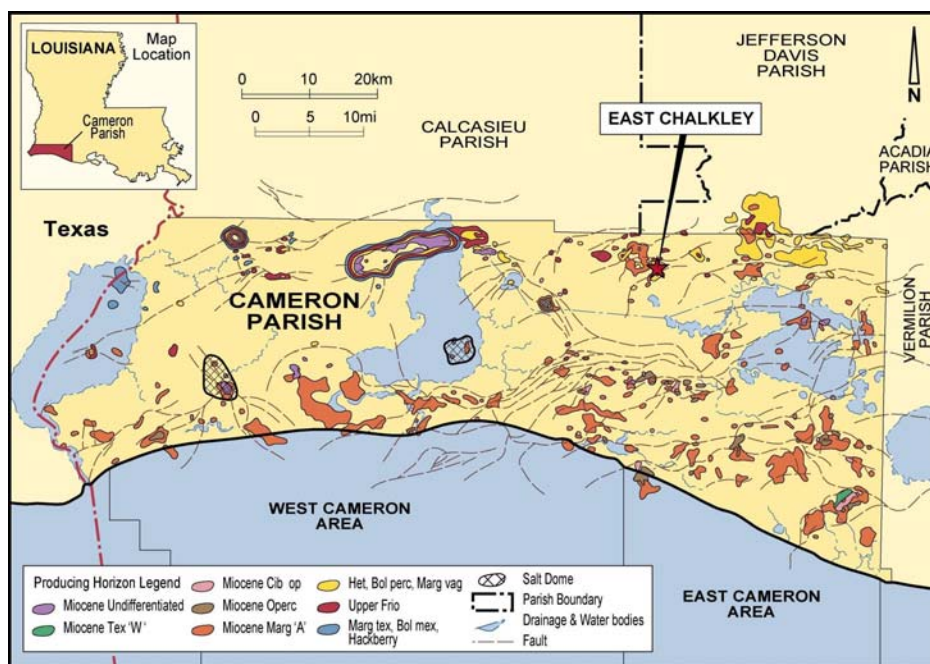 LOUISIANA
Map
Location
Cameron
Parish
0 10 20km
0 5 10mi
JEFFERSON
DAVIS
PARISH
N
EAST CHALKLEY
CALCASIEU
PARISH
ACADIA
PARISH
Texas
CAMERON
PARISH
VERMILION
PARISH
WEST CAMERON
AREA
EAST CAMERON
AREA
Producing Horizon Legend
Miocene Undifferentiated
Miocene Tex 'W'
Miocene Cib op
Miocene Operc
Miocene Marg 'A'
Het, Bol perc, Marg vag
Upper Frio
Marg tex, Bol mex,
Hackberry
Salt Dome
Parish Boundary
Drainage & Water bodies
Fault